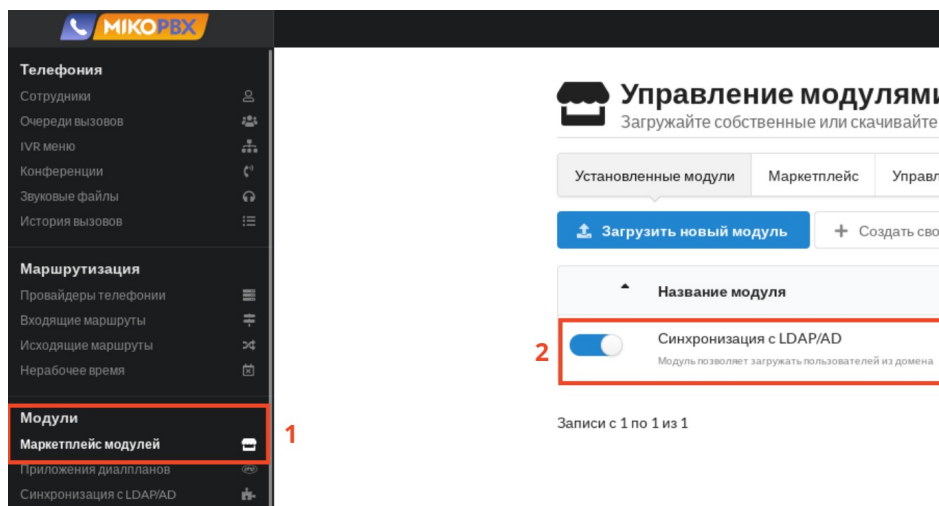 MIKOPBX
Телефония
Сотрудники
Очереди вызовов
IVR меню
Конференции
Звуковые файлы
История вызовов
Маршрутизация
Провайдеры телефонии
Входящие маршруты
Исходящие маршруты
Нерабочее время
Модули
Маркетплейс модулей
Приложения диалпланов
Синхронизация с LDAP/AD
1
Управление модулями
Загружайте собственные или скачивайте
Установленные модули Маркетплейс Управл
Загрузить новый модуль + Создать сво
Название модуля
2
Синхронизация с LDAP/AD
Модуль позволяет загружать пользователей из домена
Записи с 1 по 1 из 1